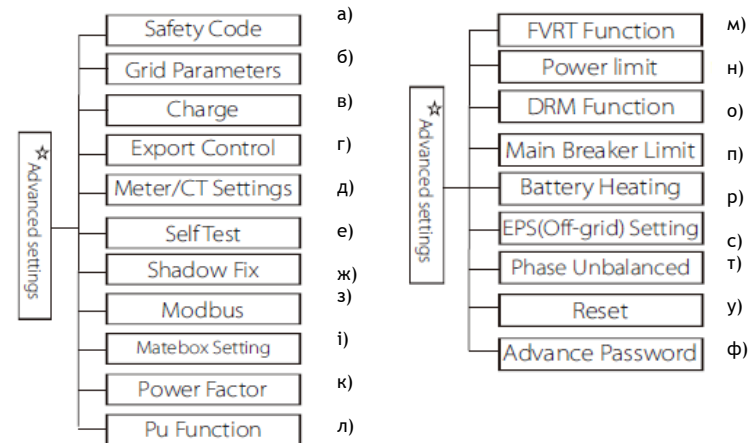 ☆ Advanced settings
Safety Code а)
Grid Parameters б)
Charge в)
Export Control г)
Meter/CT Settings д)
Self Test е)
Shadow Fix ж)
Modbus з)
Matebox Setting і)
Power Factor к)
Pu Function л)
☆ Advanced settings
FVRT Function м)
Power limit н)
DRM Function о)
Main Breaker Limit п)
Battery Heating р)
EPS(Off-grid) Setting с)
Phase Unbalanced т)
Reset у)
Advance Password ф)